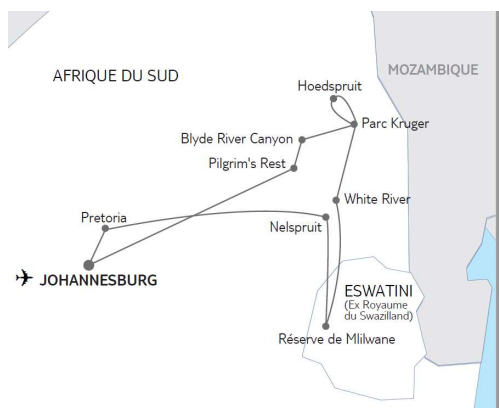 AFRIQUE DU SUD
MOZAMBIQUE
Hoedspruit
Parc Kruger
Blyde River Canyon
Pilgrim's Rest
White River
Pretoria
Nelspruit
JOHANNESBURG
ESWATINI
(Ex Royaume
du Swaziland)
Réserve de Mlilwane